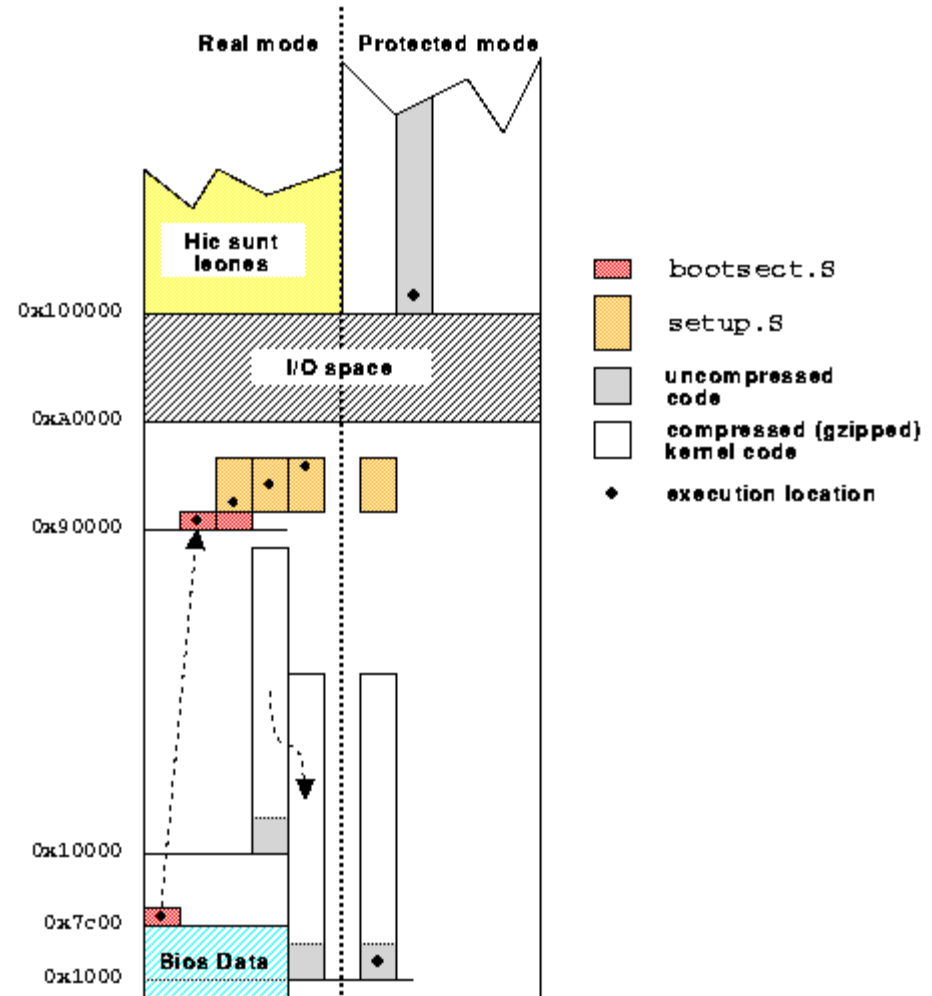 Real mode
Protected mode
Hic sunt
leones
0x100000
I/O space
0xA0000
0x90000
0x10000
0x7c00
Bios Data
0x1000
bootsect.S
setup.S
uncompressed
code
compressed (gzipped)
kernel code
execution location